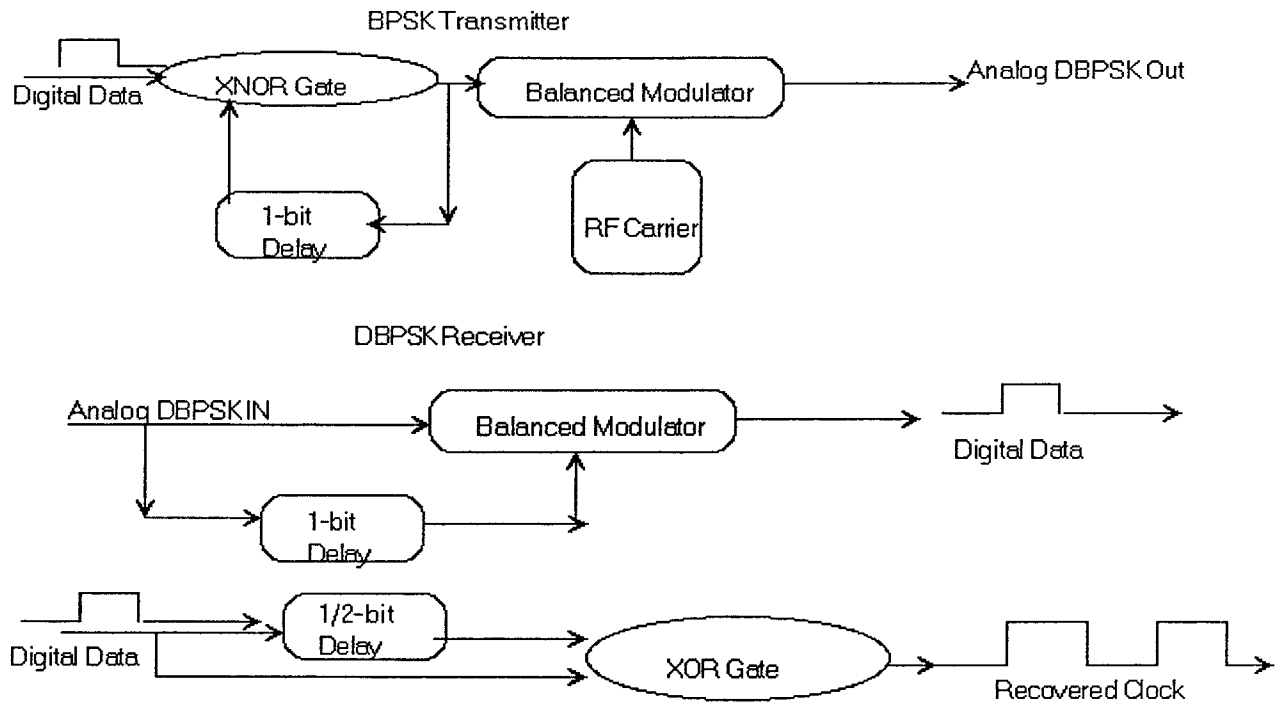 BPSK Transmitter
Digital Data
XNOR Gate
Balanced Modulator
Analog DBPSK Out
1-bit
Delay
RF Carrier
DBPSK Receiver
Analog DBPSK IN
Balanced Modulator
Digital Data
1-bit
Delay
Digital Data
1/2-bit
Delay
XOR Gate
Recovered Clock